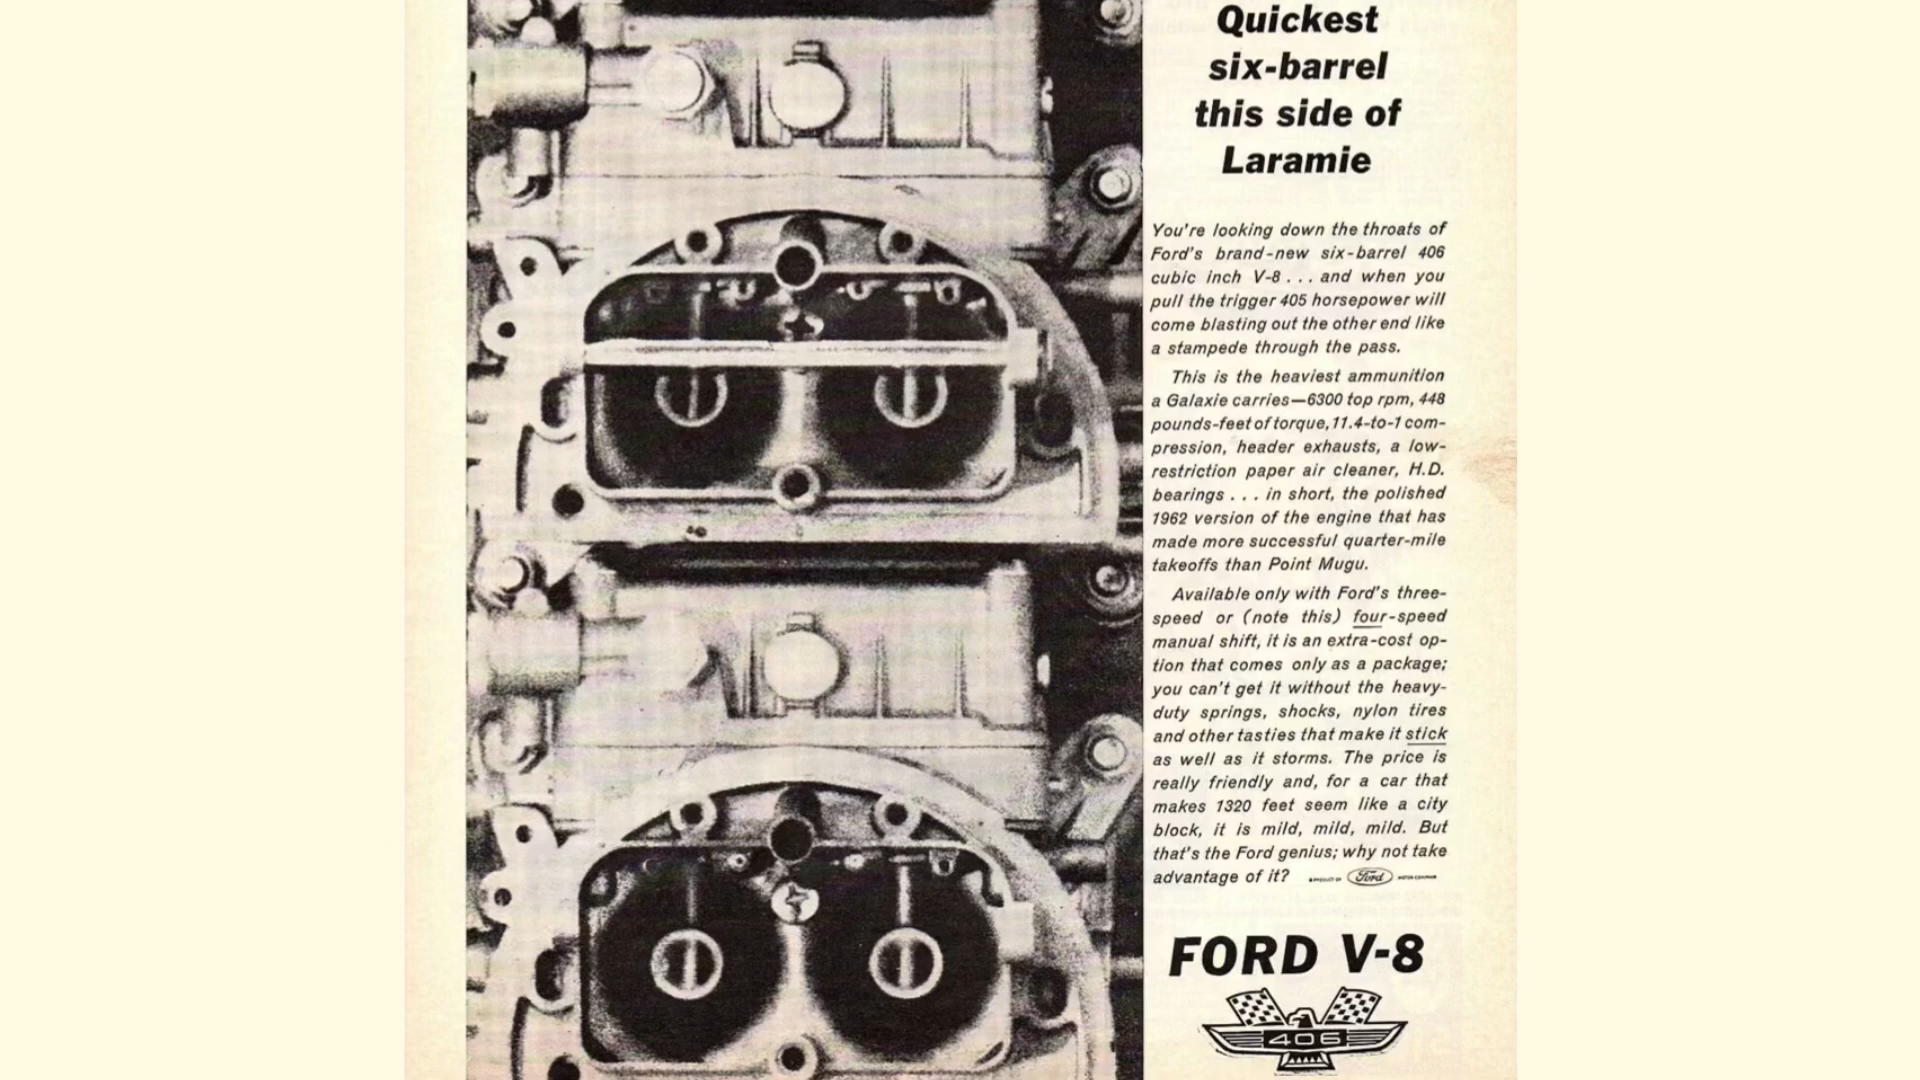 Quickest
six-barrel
this side of
Laramie
You're looking down the throats of
Ford's brand-new six-barrel 406
cubic inch V-8 . . . and when you
pull the trigger 405 horsepower will
come blasting out the other end like
a stampede through the pass.
This is the heaviest ammunition
a Galaxie carries—6300 top rpm, 448
pounds-feet of torque, 11.4-to-1 com-
pression, header exhausts, a low-
restriction paper air cleaner, H.D.
bearings . . . in short, the polished
1962 version of the engine that has
made more successful quarter-mile
takeoffs than Point Mugu.
Available only with Ford's three-
speed or (note this) four-speed
manual shift, it is an extra-cost op-
tion that comes only as a package;
you can't get it without the heavy-
duty springs, shocks, nylon tires
and other tasties that make it stick
as well as it storms. The price is
really friendly and, for a car that
makes 1320 feet seem like a city
block, it is mild, mild, mild. But
that's the Ford genius; why not take
advantage of it? A PRODUCT OF Ford MOTOR COMPANY
FORD V-8
406